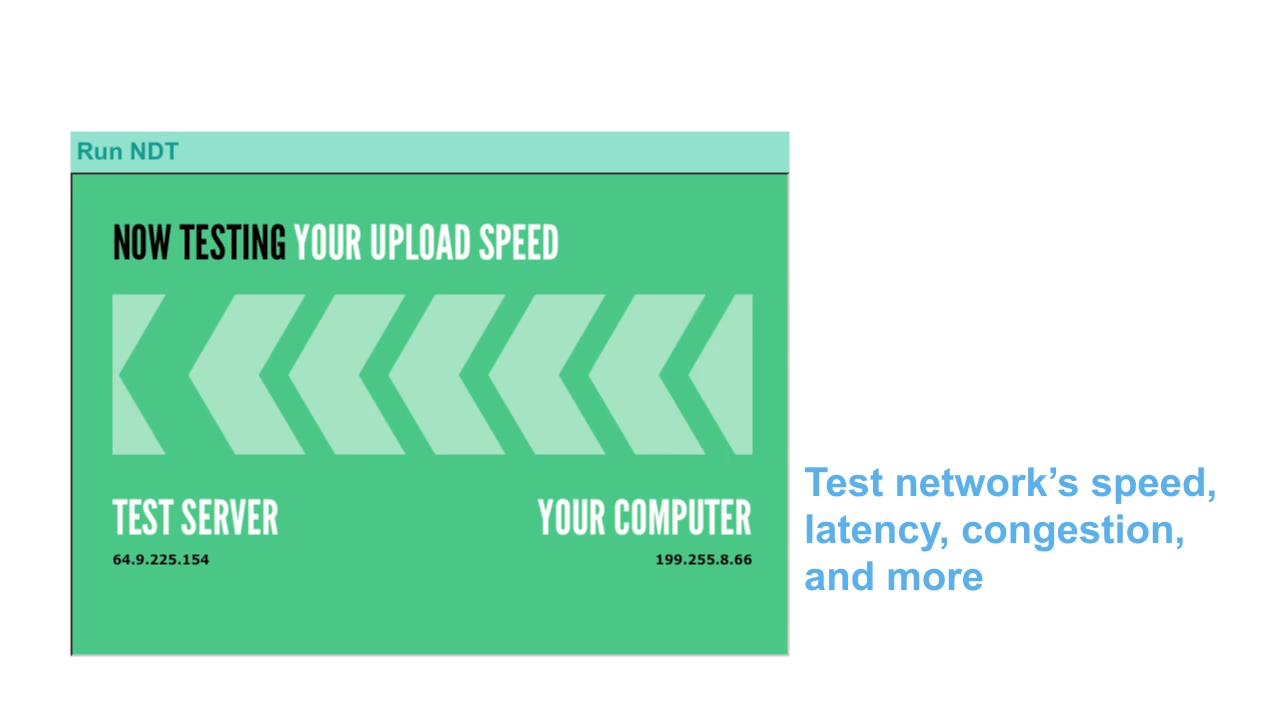 Run NDT
NOW TESTING YOUR UPLOAD SPEED
TEST SERVER
YOUR COMPUTER
64.9.225.154
199.255.8.66
Test network’s speed,
latency, congestion,
and more